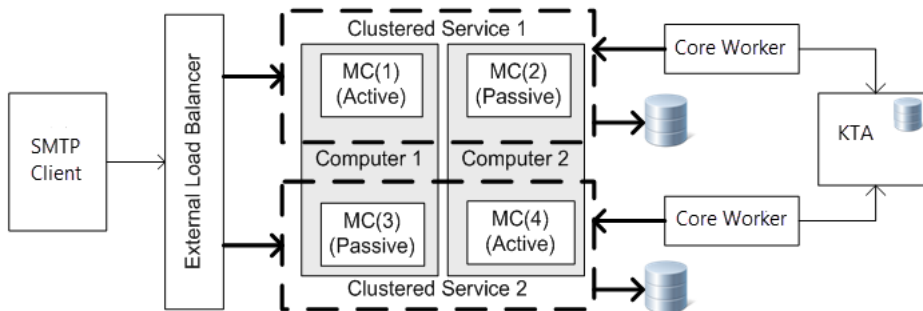 Clustered Service 1
Core Worker
MC(1)
(Active)
MC(2)
(Passive)
SMTP
Client
External Load Balancer
KTA
Computer 1
Computer 2
MC(3)
(Passive)
MC(4)
(Active)
Core Worker
Clustered Service 2